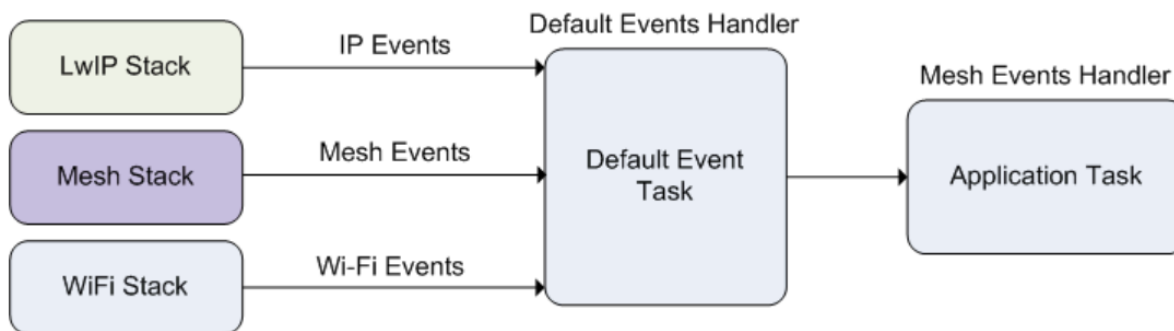 Default Events Handler
LwIP Stack
IP Events
Mesh Events Handler
Mesh Stack
Mesh Events
Default Event
Task
Application Task
WiFi Stack
Wi-Fi Events